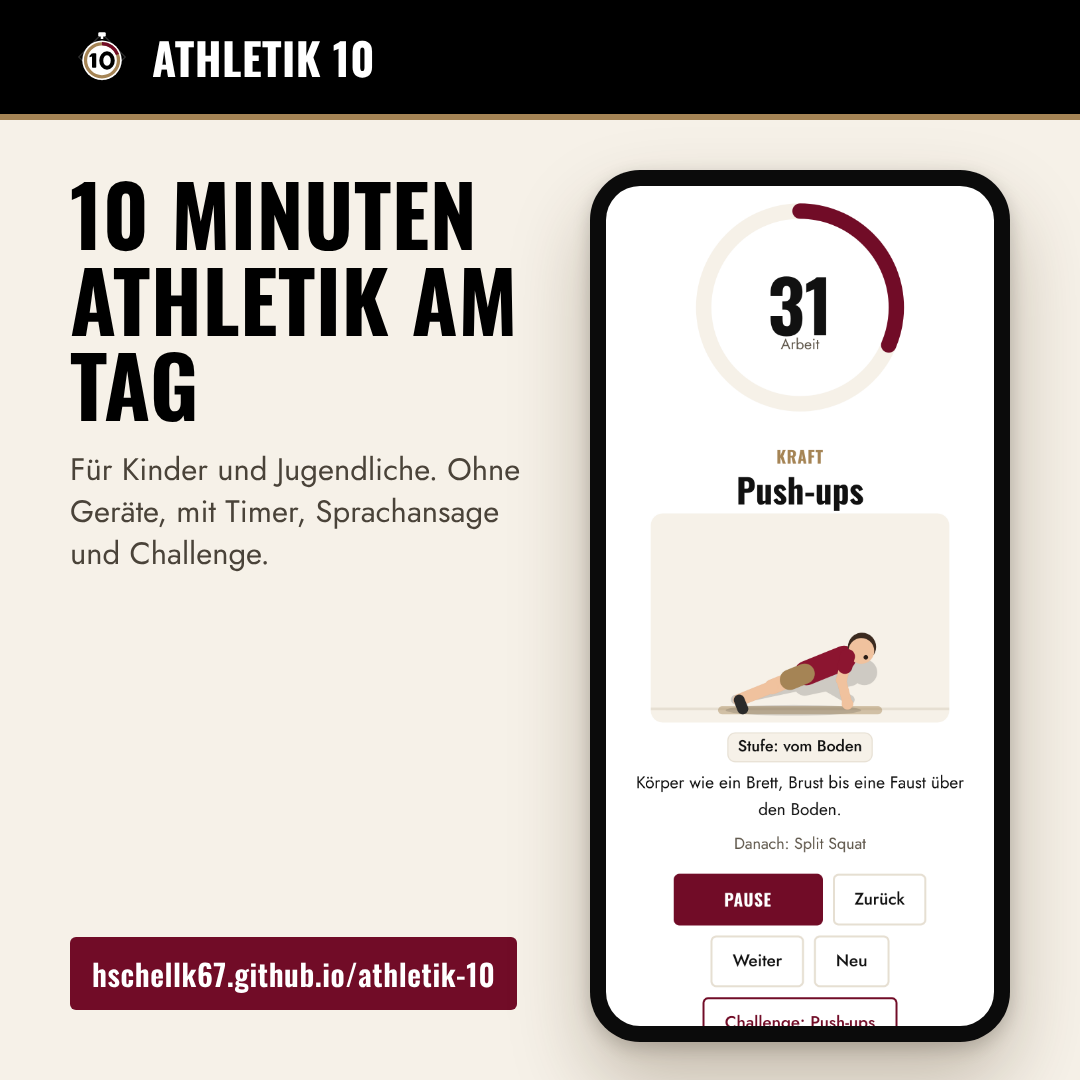 10
ATHLETIK 10
10 MINUTEN
ATHLETIK AM
TAG
Für Kinder und Jugendliche. Ohne
Geräte, mit Timer, Sprachansage
und Challenge.
hschellk67.github.io/athletik-10
31
Arbeit
KRAFT
Push-ups
Stufe: vom Boden
Körper wie ein Brett, Brust bis eine Faust über
den Boden.
Danach: Split Squat
PAUSE
Zurück
Weiter
Neu
Challenge: Push-ups